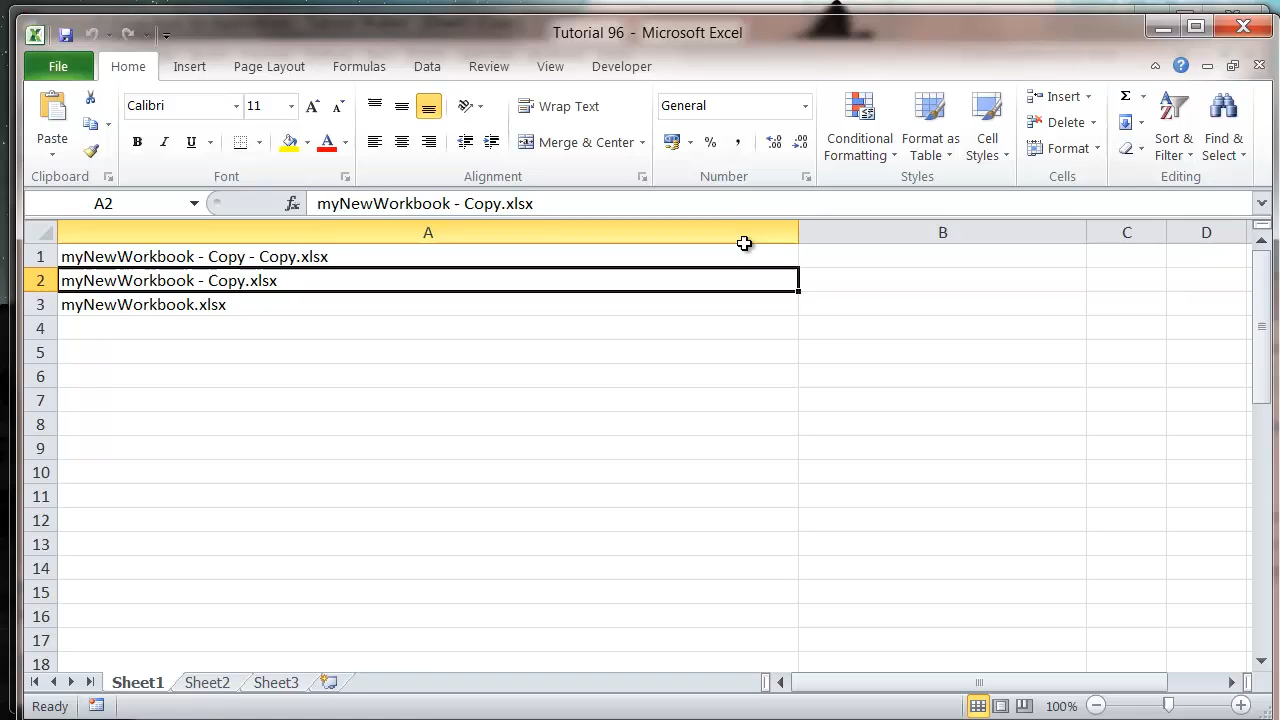 Tutorial 96 - Microsoft Excel
File Home Insert Page Layout Formulas Data Review View Developer
Calibri 11 Wrap Text General Insert Σ
Paste B I U Merge & Center % , Conditional Formatting Format as Table Cell Styles Delete Sort & Filter Find & Select
Format
Clipboard Font Alignment Number Styles Cells Editing
A2 fx myNewWorkbook - Copy.xlsx
A B C D
1 myNewWorkbook - Copy - Copy.xlsx
2 myNewWorkbook - Copy.xlsx
3 myNewWorkbook.xlsx
4
5
6
7
8
9
10
11
12
13
14
15
16
17
18
Sheet1 Sheet2 Sheet3
Ready 100%